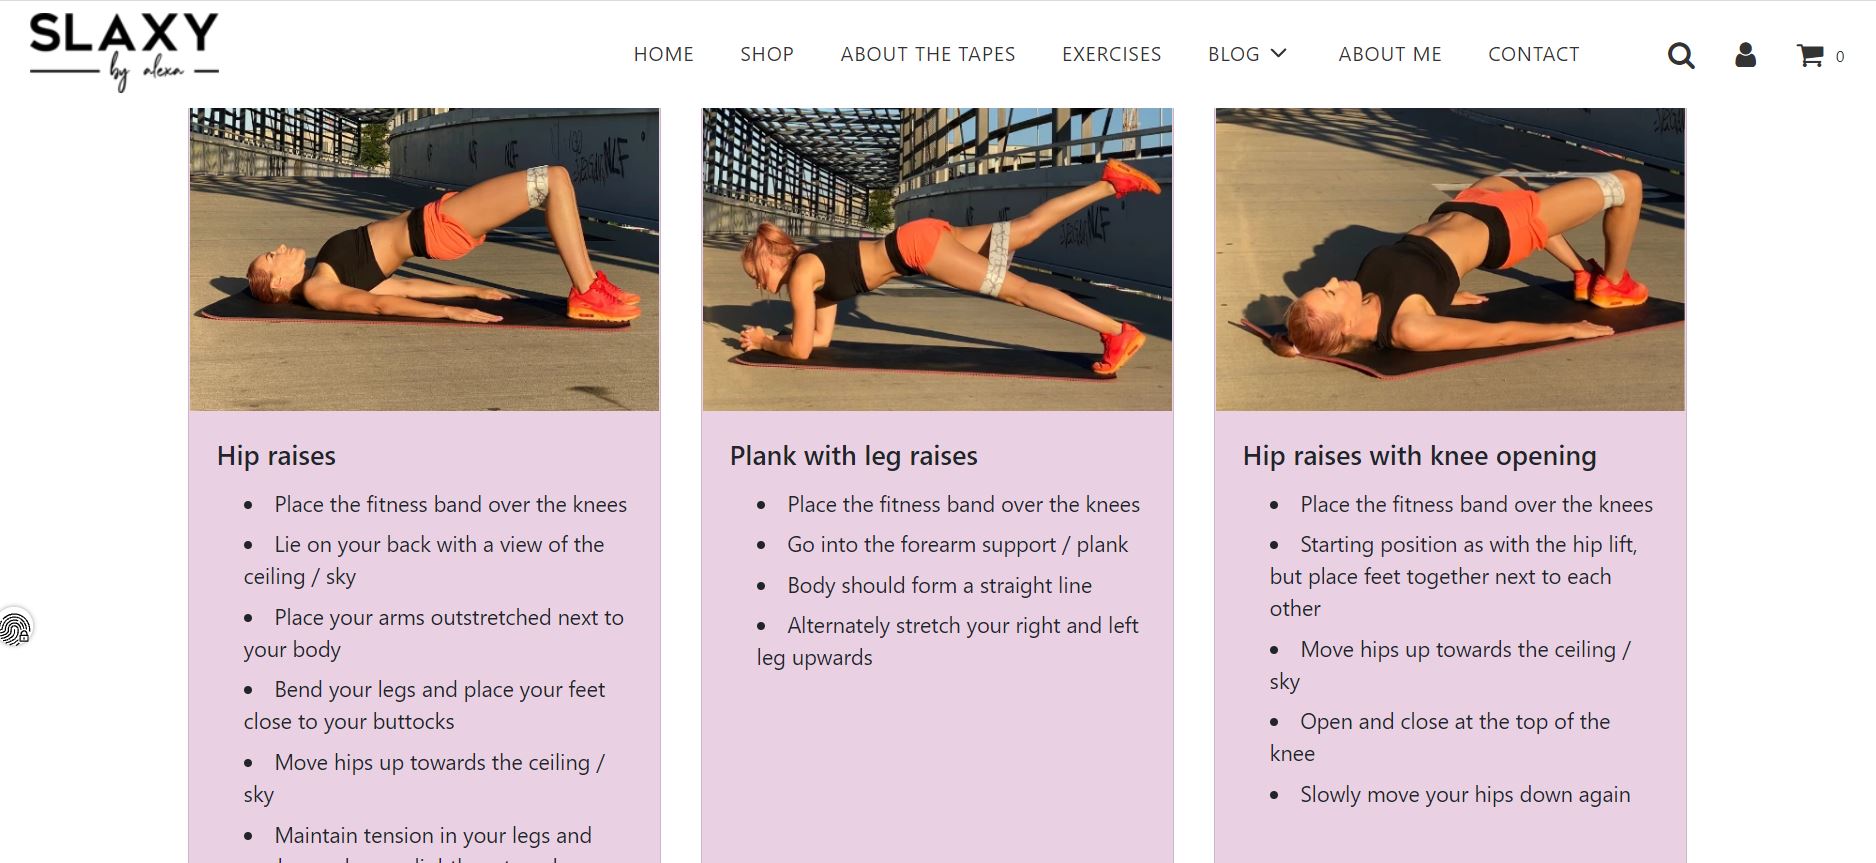 SLAXY
by alexa
HOME
SHOP
ABOUT THE TAPES
EXERCISES
BLOG
ABOUT ME
CONTACT
0
Hip raises
• Place the fitness band over the knees
• Lie on your back with a view of the
ceiling / sky
• Place your arms outstretched next to
your body
• Bend your legs and place your feet
close to your buttocks
• Move hips up towards the ceiling /
sky
• Maintain tension in your legs and
Plank with leg raises
• Place the fitness band over the knees
• Go into the forearm support / plank
• Body should form a straight line
• Alternately stretch your right and left
leg upwards
Hip raises with knee opening
• Place the fitness band over the knees
• Starting position as with the hip lift,
but place feet together next to each
other
• Move hips up towards the ceiling /
sky
• Open and close at the top of the
knee
• Slowly move your hips down again